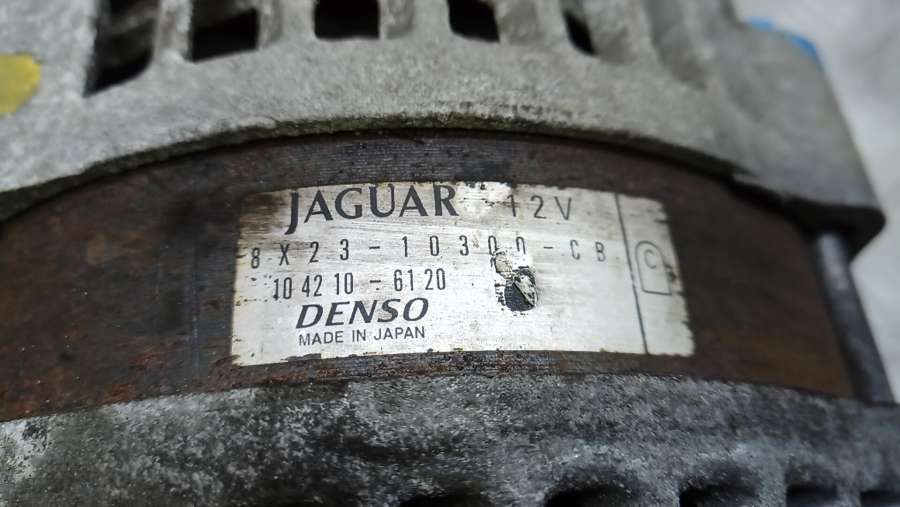 JAGUAR 12V
8X23-10300-CB
104210-6120
DENSO
MADE IN JAPAN
C